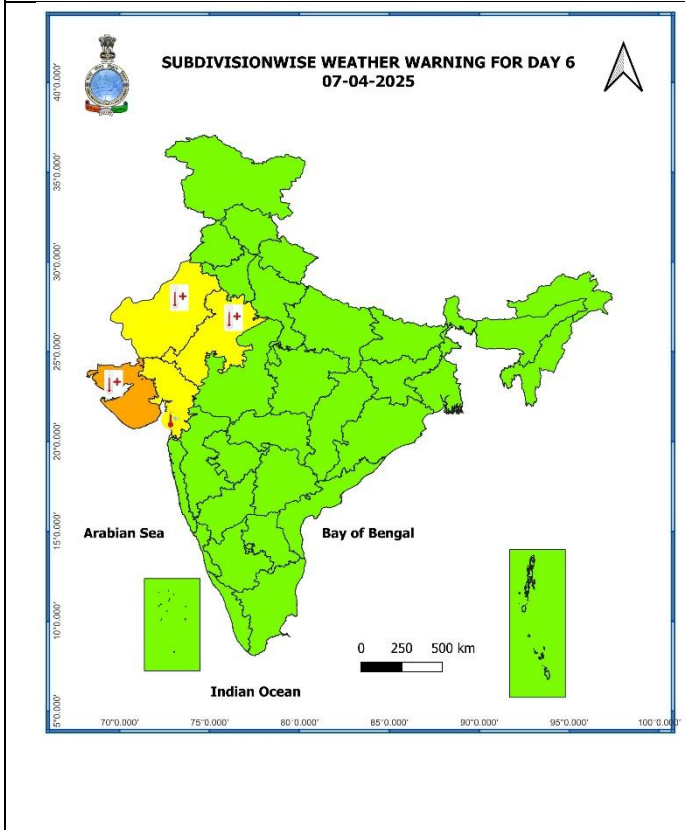 SUBDIVISIONWISE WEATHER WARNING FOR DAY 6
07-04-2025
40°0.000'
35°0.000'
30°0.000'
25°0.000'
20°0.000'
15°0.000'
10°0.000'
5°0.000'
Arabian Sea
Bay of Bengal
0 250 500 km
Indian Ocean
70°0.000' 75°0.000' 80°0.000' 85°0.000' 90°0.000' 95°0.000' 100°0.000'